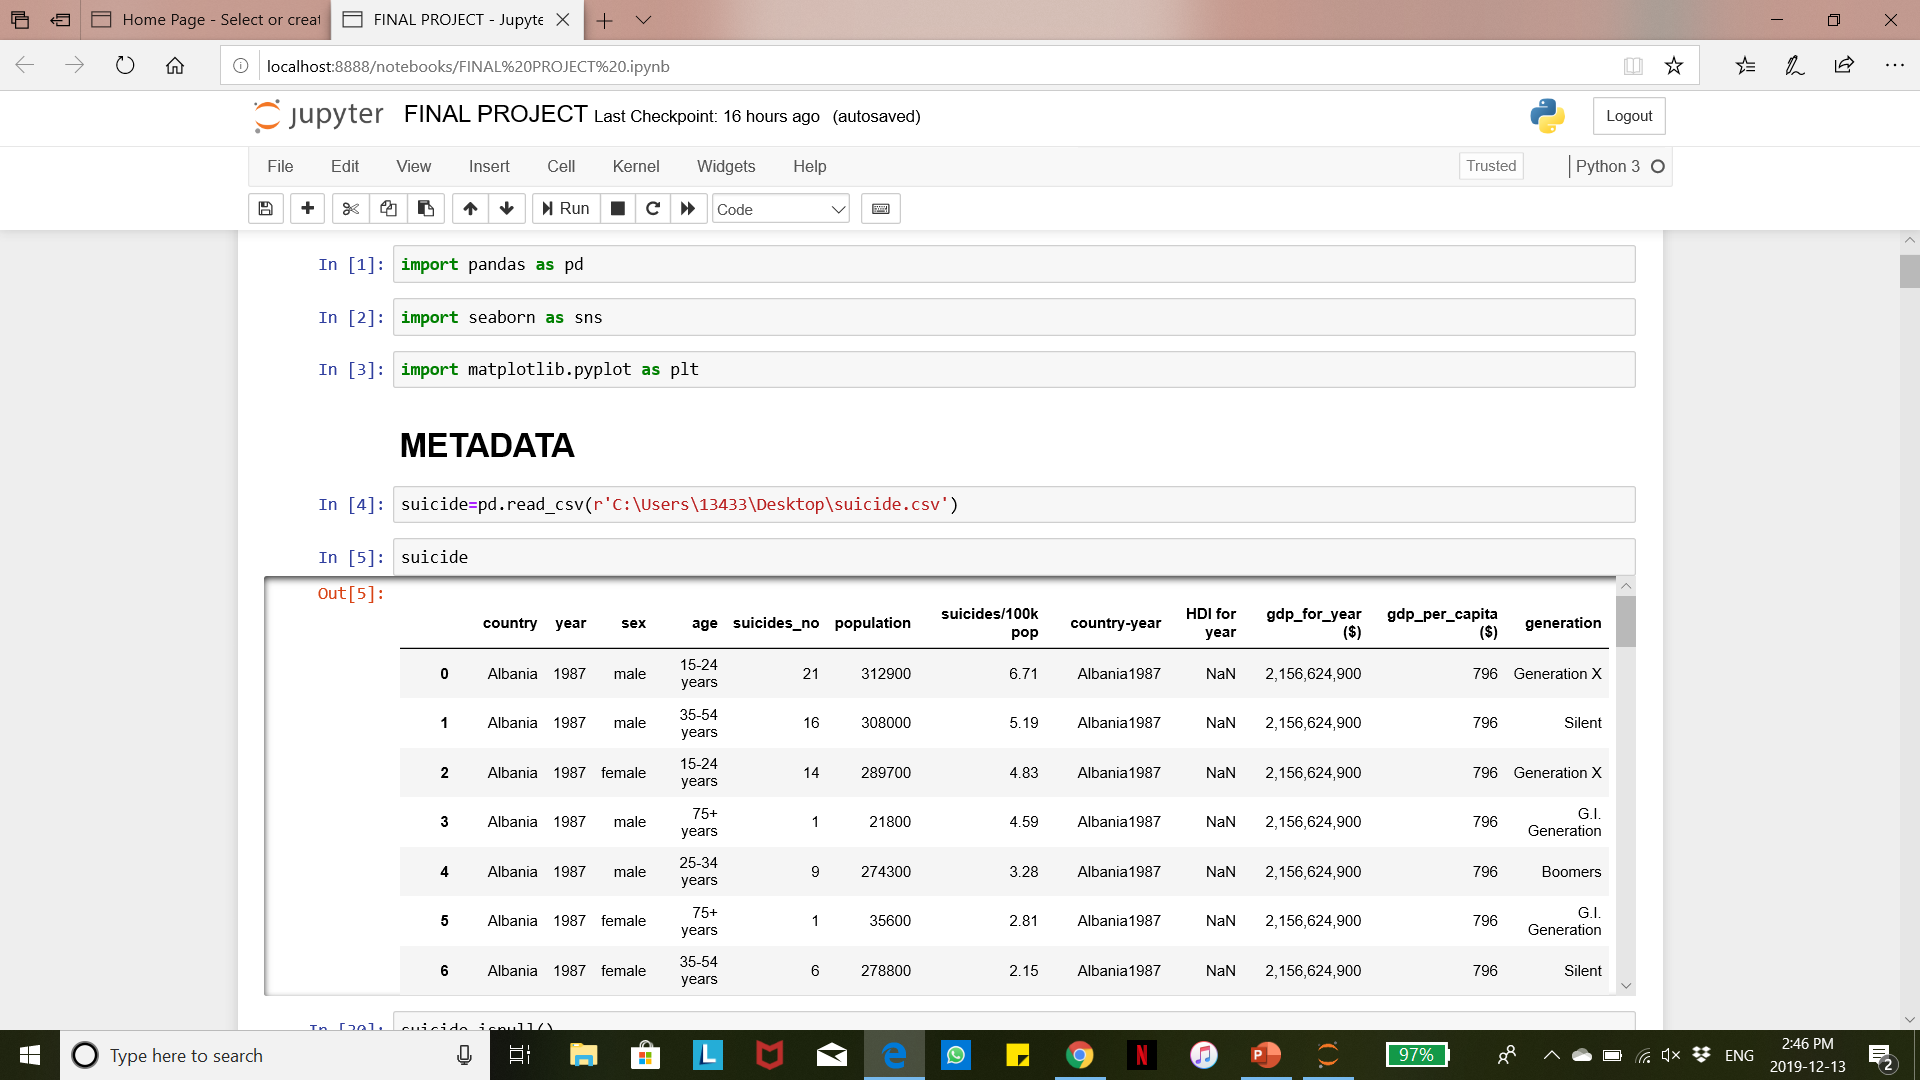 Home Page - Select or creat
FINAL PROJECT - Jupyte
localhost:8888/notebooks/FINAL%20PROJECT%20.ipynb
jupyter FINAL PROJECT Last Checkpoint: 16 hours ago (autosaved)
Logout
File Edit View Insert Cell Kernel Widgets Help
Trusted
Python 3
Run
Code
In [1]: import pandas as pd
In [2]: import seaborn as sns
In [3]: import matplotlib.pyplot as plt
METADATA
In [4]: suicide=pd.read_csv(r'C:\Users\13433\Desktop\suicide.csv')
In [5]: suicide
Out[5]:
country year sex age suicides_no population suicides/100k pop country-year HDI for year gdp_for_year ($) gdp_per_capita ($) generation
0 Albania 1987 male 15-24 years 21 312900 6.71 Albania1987 NaN 2,156,624,900 796 Generation X
1 Albania 1987 male 35-54 years 16 308000 5.19 Albania1987 NaN 2,156,624,900 796 Silent
2 Albania 1987 female 15-24 years 14 289700 4.83 Albania1987 NaN 2,156,624,900 796 Generation X
3 Albania 1987 male 75+ years 1 21800 4.59 Albania1987 NaN 2,156,624,900 796 G.I. Generation
4 Albania 1987 male 25-34 years 9 274300 3.28 Albania1987 NaN 2,156,624,900 796 Boomers
5 Albania 1987 female 75+ years 1 35600 2.81 Albania1987 NaN 2,156,624,900 796 G.I. Generation
6 Albania 1987 female 35-54 years 6 278800 2.15 Albania1987 NaN 2,156,624,900 796 Silent
In [30]: suicide.isnull()
Type here to search
97%
ENG
2:46 PM
2019-12-13
2